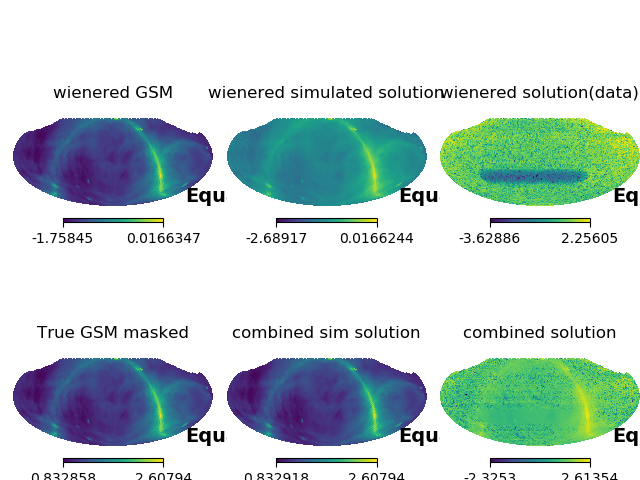 wienered GSM
wienered simulated solution
wienered solution(data)
Equ
Equ
Eq
-1.75845
0.0166347
-2.68917
0.0166244
-3.62886
2.25605
True GSM masked
combined sim solution
combined solution
Equ
Equ
Eq
0.832858
2.60794
0.832918
2.60794
-2.3253
2.61354